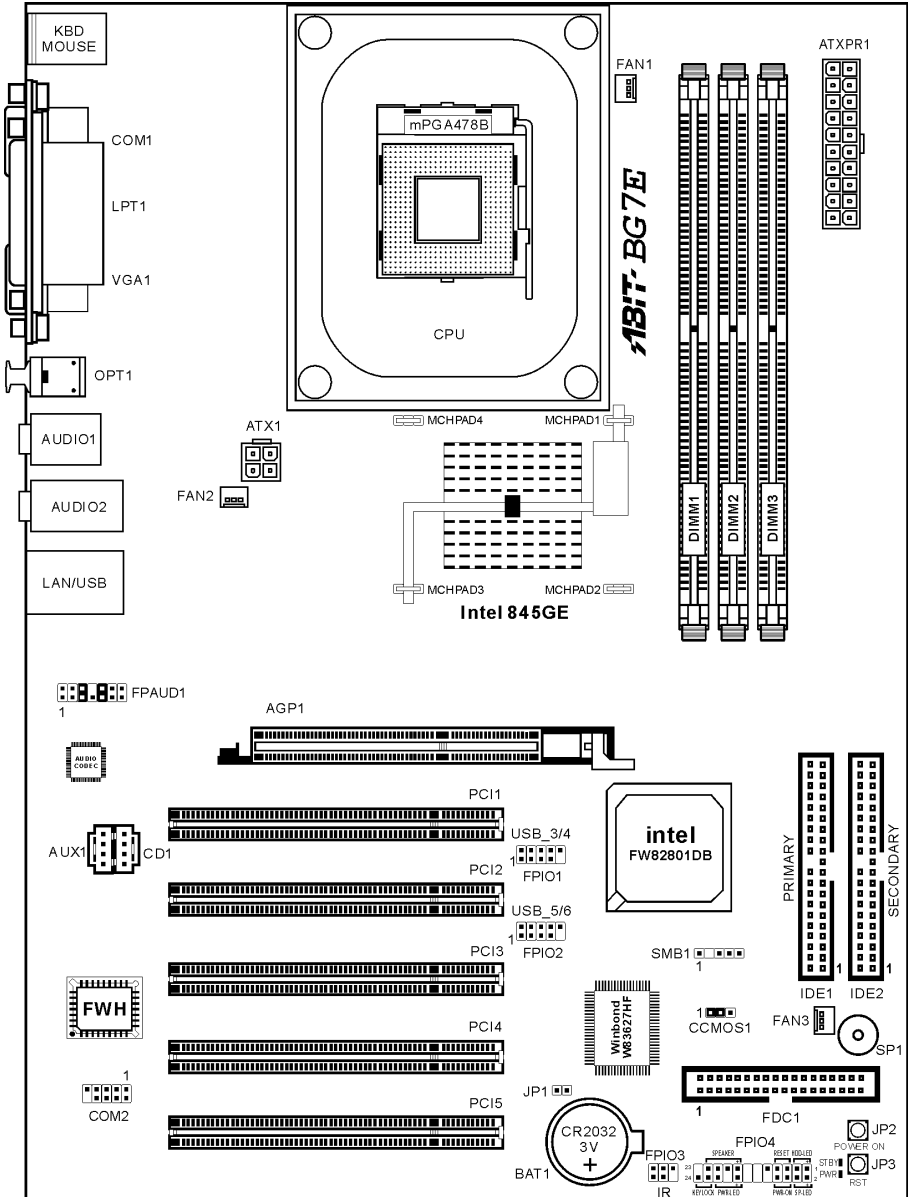 KBD
MOUSE
COM1
LPT1
VGA1
OPT1
AUDIO1
AUDIO2
LAN/USB
mPGA478B
CPU
FAN1
ATXPR1
ABIT BG7E
DIMM1
DIMM2
DIMM3
MCHPAD4
MCHPAD1
ATX1
FAN2
MCHPAD3
MCHPAD2
Intel 845GE
FPAUD1
1
AUDIO
CODEC
AGP1
PCI1
AUX1
CD1
USB_3/4
1
FPIO1
PCI2
USB_5/6
1
FPIO2
intel
FW82801DB
PRIMARY
SECONDARY
1
1
IDE1
IDE2
PCI3
SMB1
1
FWH
Winbond
W83627HF
1
CCMOS1
FAN3
SP1
PCI4
1
COM2
JP1
1
FDC1
PCI5
CR2032
3V
+
BAT1
FPIO3
IR
FPIO4
SPEAKER
RESET
HDD-LED
23
1
24
2
KEYLOCK
PWR-LED
PWR-ON
SP-LED
JP2
POWER ON
STBY
PWR
JP3
RST